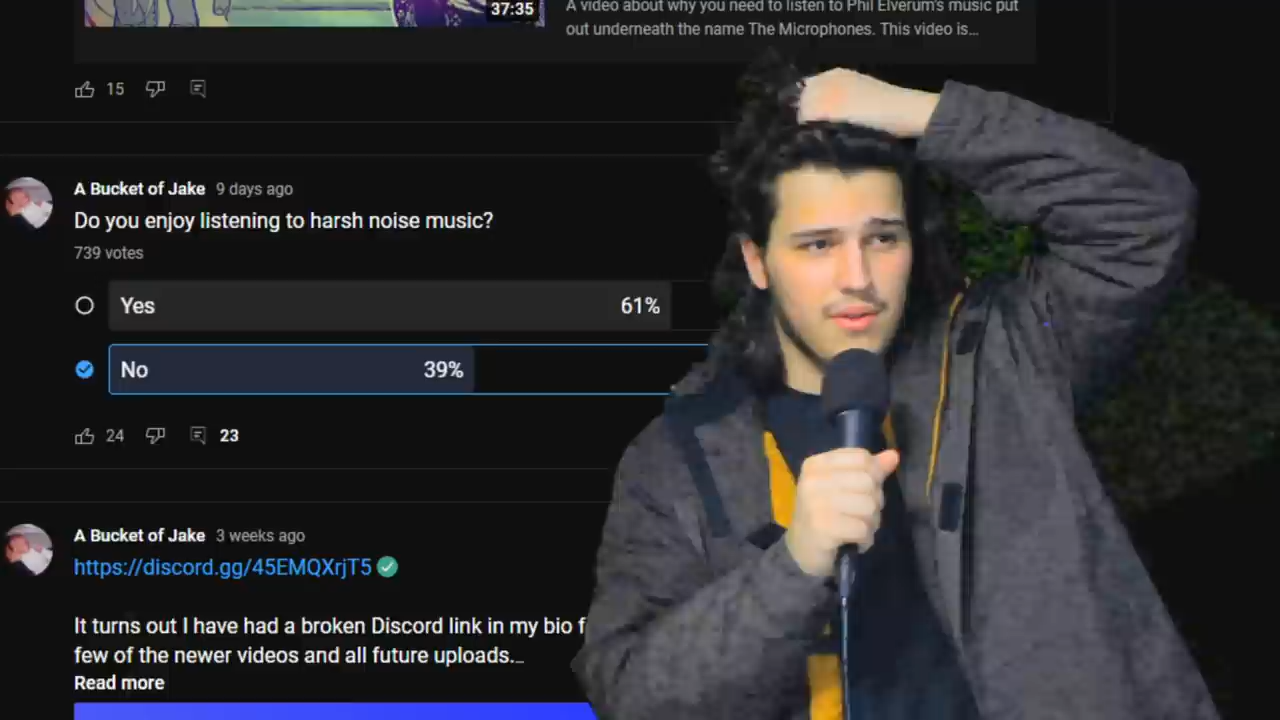 37:35
A video about why you need to listen to Phil Elverum's music put
out underneath the name The Microphones. This video is…
15
A Bucket of Jake 9 days ago
Do you enjoy listening to harsh noise music?
739 votes
Yes 61%
No 39%
24 23
A Bucket of Jake 3 weeks ago
https://discord.gg/45EMQXrjT5
It turns out I have had a broken Discord link in my bio f
few of the newer videos and all future uploads...
Read more